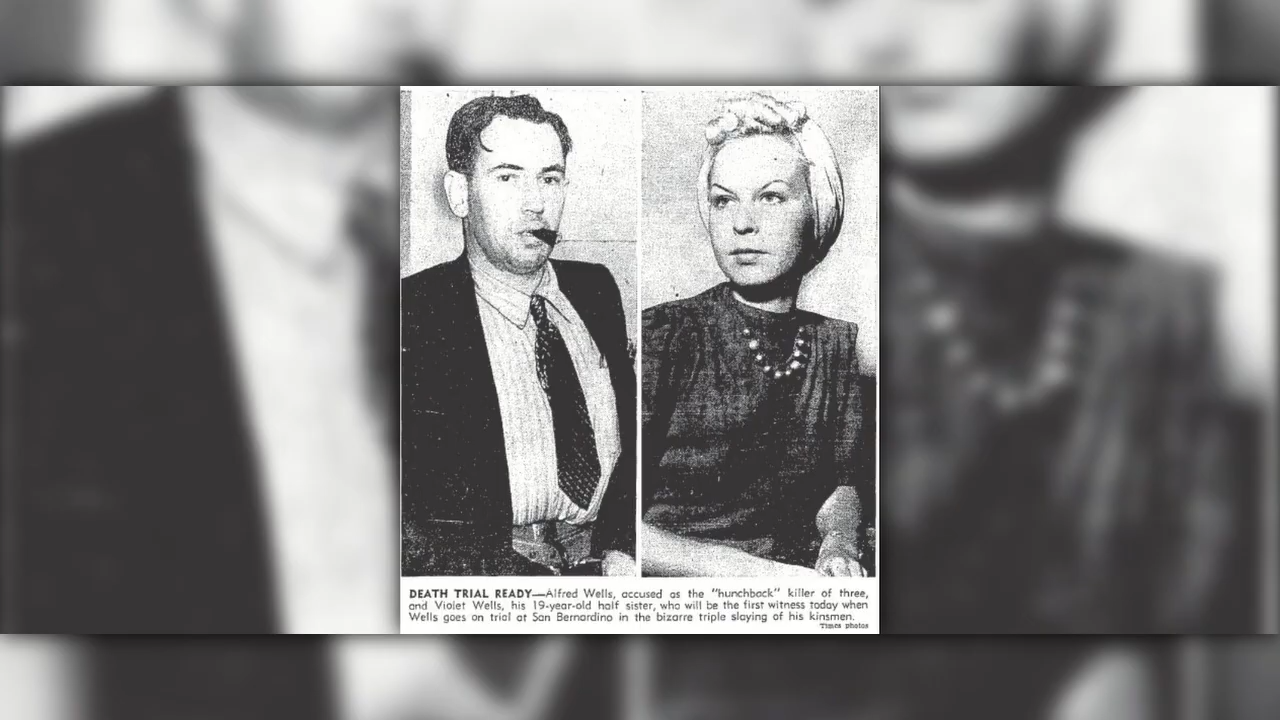 DEATH TRIAL READY—Alfred Wells, accused as the "hunchback" killer of three,
and Violet Wells, his 19-year-old half sister, who will be the first witness today when
Wells goes on trial at San Bernardino in the bizarre triple slaying of his kinsmen.
Times photos